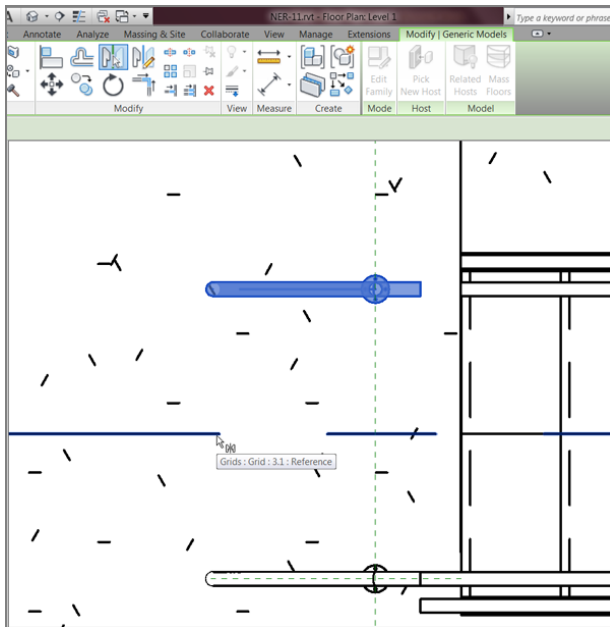 NER-11.rvt - Floor Plan: Level 1
Type a keyword or phrase
Annotate Analyze Massing & Site Collaborate View Manage Extensions Modify | Generic Models
Edit
Family
Pick
New Host
Related
Hosts
Mass
Floors
Modify View Measure Create Mode Host Model
Grids : Grid : 3.1 : Reference